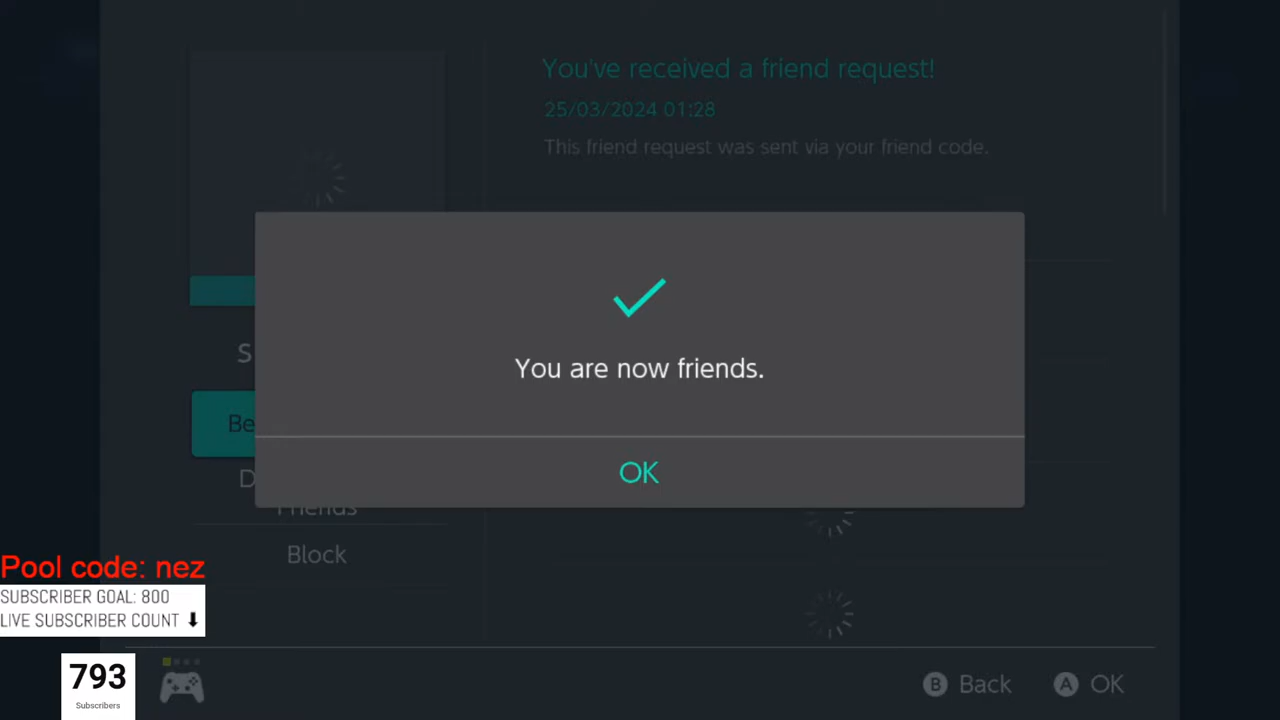 You've received a friend request!
25/03/2024 01:28
This friend request was sent via your friend code.
You are now friends.
OK
Friends
Block
Pool code: nez
SUBSCRIBER GOAL: 800
LIVE SUBSCRIBER COUNT ⬇
793
Subscribers
B Back A OK